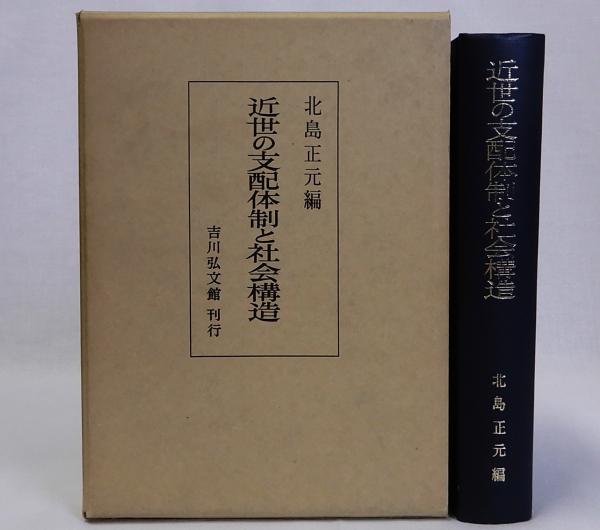 北島正元編
近世の支配体制と社会構造
吉川弘文館 刊行
近世の支配体制と社会構造
北島正元編